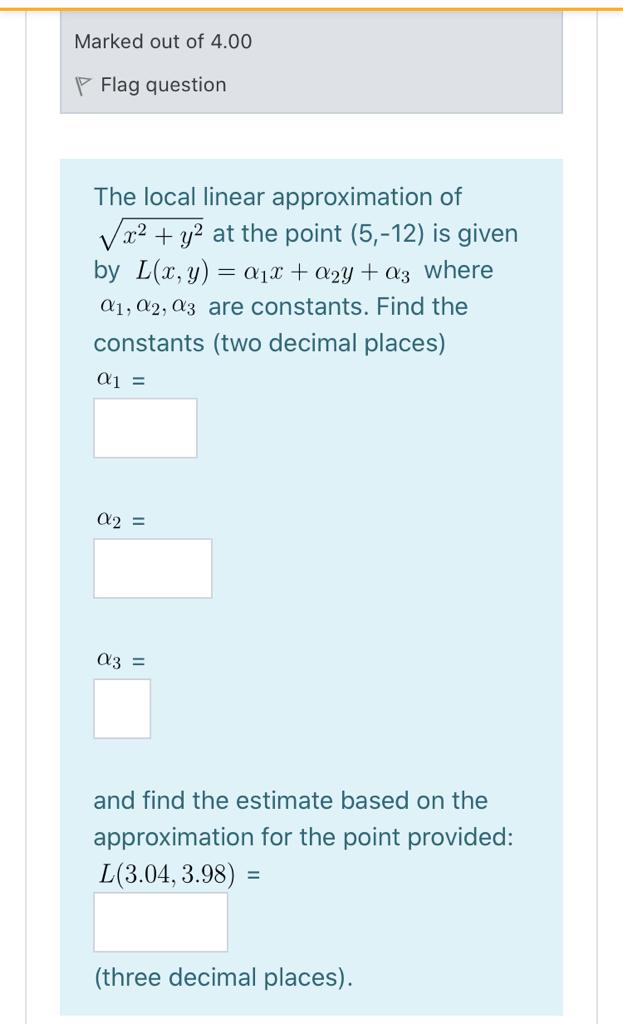 Marked out of 4.00
Flag question
The local linear approximation of
√x² + y² at the point (5,-12) is given
by L(x, y) = α₁x + α₂y + α₃ where
α₁, α₂, α₃ are constants. Find the
constants (two decimal places)
α₁ =
α₂ =
α₃ =
and find the estimate based on the
approximation for the point provided:
L(3.04, 3.98) =
(three decimal places).